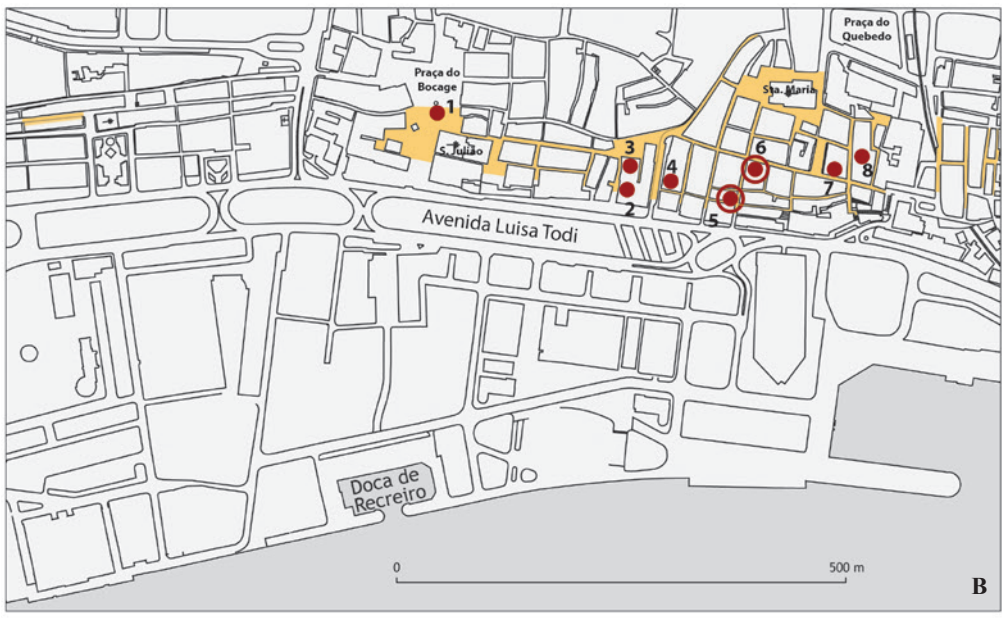 Praça do
Quebedo
Praça do
Bocage
Sta. Maria
1
S. Julião
3
6
4
8
7
2
5
Avenida Luisa Todi
Doca de
Recreiro
0
500 m
B